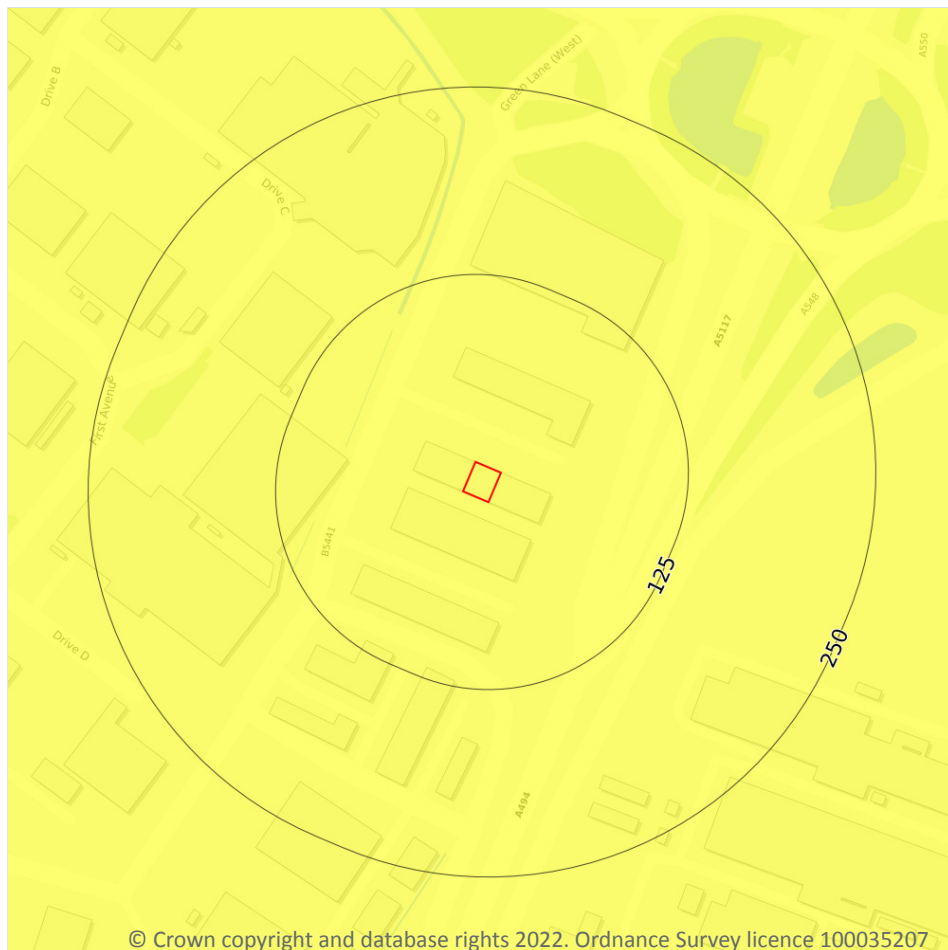 A550
Green Lane (West)
Drive B
Drive C
A548
A5117
First Avenue
B5441
125
250
Drive D
A494
© Crown copyright and database rights 2022. Ordnance Survey licence 100035207